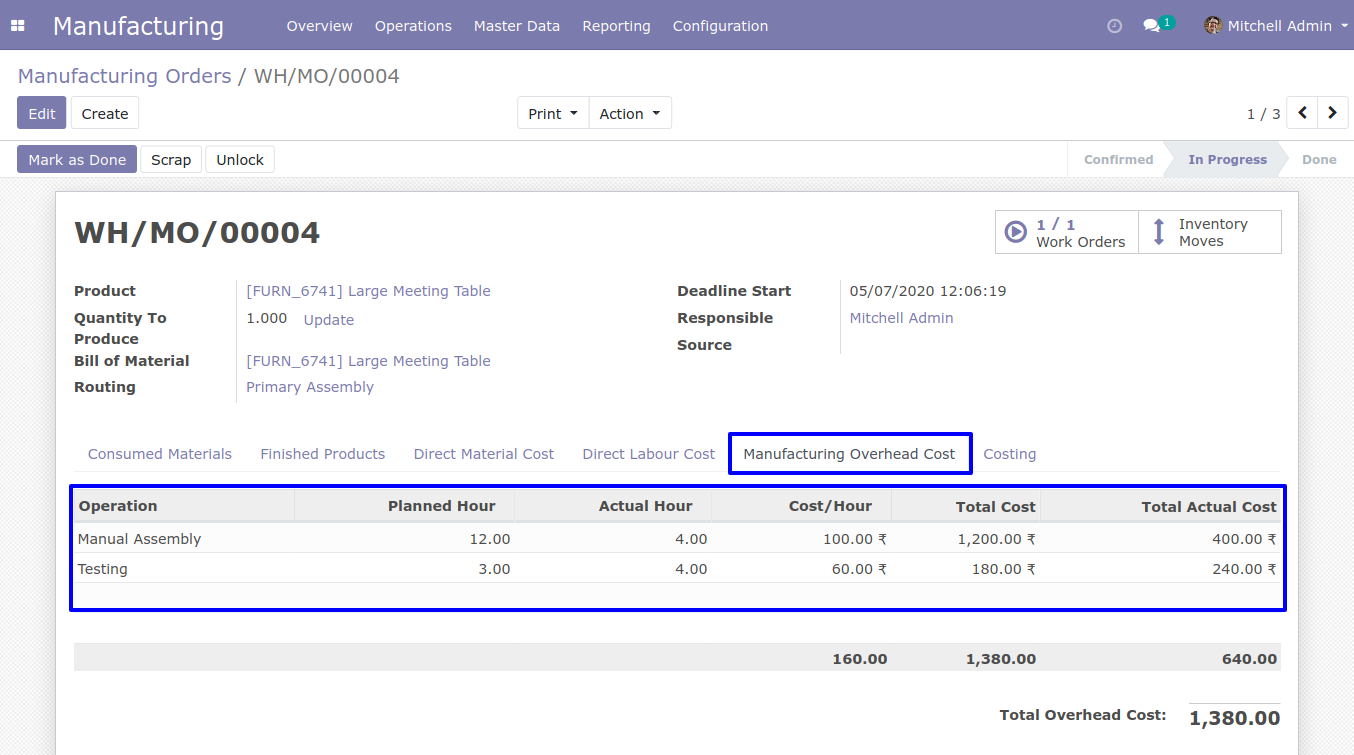 Manufacturing Overview Operations Master Data Reporting Configuration 1 Mitchell Admin
Manufacturing Orders / WH/MO/00004
Edit Create Print Action 1 / 3
Mark as Done Scrap Unlock Confirmed In Progress Done
WH/MO/00004
1 / 1
Work Orders
Inventory
Moves
Product [FURN_6741] Large Meeting Table
Quantity To
Produce
1.000 Update
Bill of Material [FURN_6741] Large Meeting Table
Routing Primary Assembly
Deadline Start 05/07/2020 12:06:19
Responsible Mitchell Admin
Source
Consumed Materials Finished Products Direct Material Cost Direct Labour Cost Manufacturing Overhead Cost Costing
Operation Planned Hour Actual Hour Cost/Hour Total Cost Total Actual Cost
Manual Assembly 12.00 4.00 100.00 ₹ 1,200.00 ₹ 400.00 ₹
Testing 3.00 4.00 60.00 ₹ 180.00 ₹ 240.00 ₹
160.00 1,380.00 640.00
Total Overhead Cost: 1,380.00